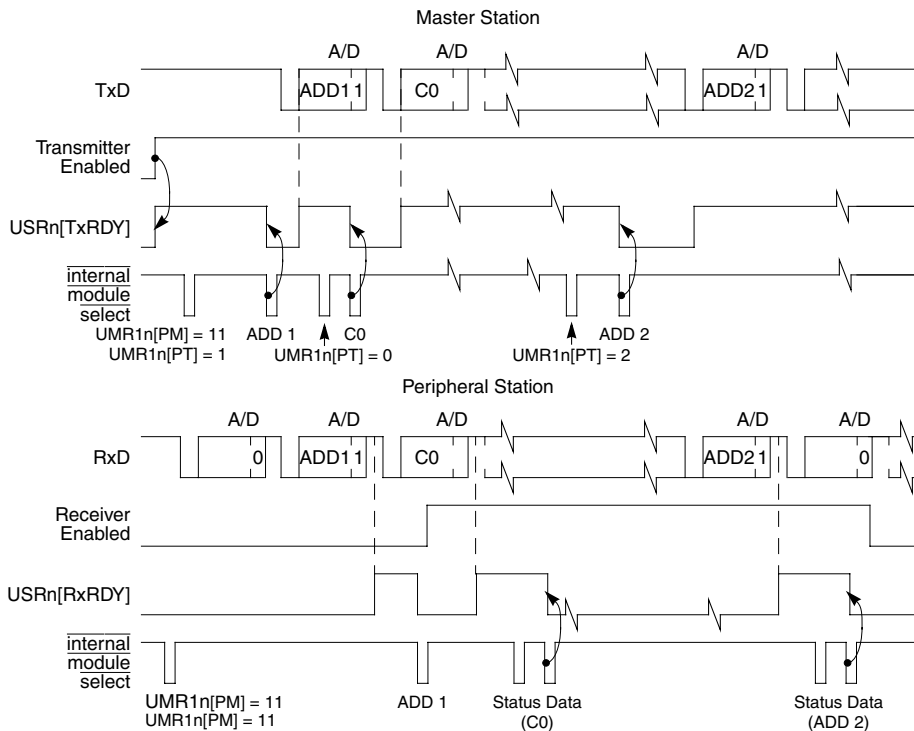 Master Station
A/D A/D A/D
TxD ADD1 1 C0 ADD2 1
Transmitter
Enabled
USRn[TxRDY]
internal
module
select
UMR1n[PM] = 11 ADD 1 C0 ADD 2
UMR1n[PT] = 1 UMR1n[PT] = 0 UMR1n[PT] = 2
Peripheral Station
A/D A/D A/D A/D A/D
RxD 0 ADD1 1 C0 ADD2 1 0
Receiver
Enabled
USRn[RxRDY]
internal
module
select
UMR1n[PM] = 11 ADD 1 Status Data Status Data
UMR1n[PM] = 11 (C0) (ADD 2)